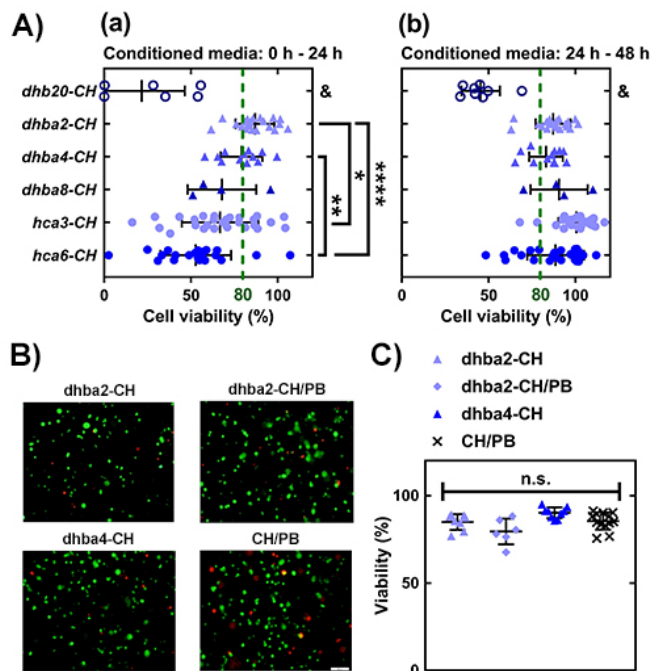 A)
(a)
(b)
Conditioned media: 0 h - 24 h
Conditioned media: 24 h - 48 h
dhb20-CH
dhba2-CH
dhba4-CH
dhba8-CH
hca3-CH
hca6-CH
&
*
**
****
&
0 50 80 100
0 50 80 100
Cell viability (%)
Cell viability (%)
B)
dhba2-CH
dhba2-CH/PB
dhba4-CH
CH/PB
C)
dhba2-CH
dhba2-CH/PB
dhba4-CH
CH/PB
n.s.
100
50
0
Viability (%)